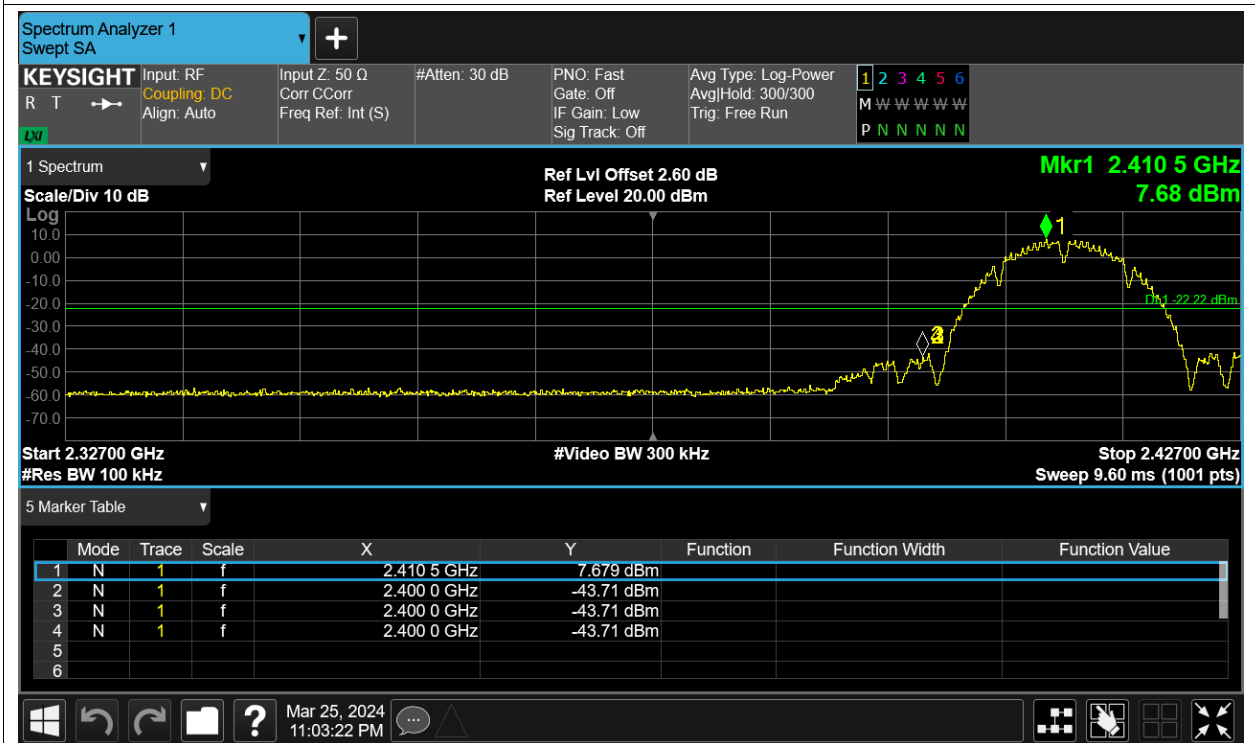 Spectrum Analyzer 1
Swept SA
+
KEYSIGHT Input: RF Input Z: 50 Ω #Atten: 30 dB PNO: Fast Avg Type: Log-Power 1 2 3 4 5 6
R T Coupling: DC Corr CCorr Gate: Off Avg|Hold: 300/300 M W W W W W
Align: Auto Freq Ref: Int (S) IF Gain: Low Trig: Free Run
LXI Sig Track: Off P N N N N N
1 Spectrum Ref Lvl Offset 2.60 dB Mkr1 2.410 5 GHz
Scale/Div 10 dB Ref Level 20.00 dBm 7.68 dBm
Log
1
10.0
0.00
-10.0
-20.0
-22.22 dBm
-30.0
-40.0
-50.0
-60.0
-70.0
Start 2.32700 GHz #Video BW 300 kHz Stop 2.42700 GHz
#Res BW 100 kHz Sweep 9.60 ms (1001 pts)
5 Marker Table
Mode Trace Scale X Y Function Function Width Function Value
1 N 1 f 2.410 5 GHz 7.679 dBm
2 N 1 f 2.400 0 GHz -43.71 dBm
3 N 1 f 2.400 0 GHz -43.71 dBm
4 N 1 f 2.400 0 GHz -43.71 dBm
5
6
? Mar 25, 2024
11:03:22 PM